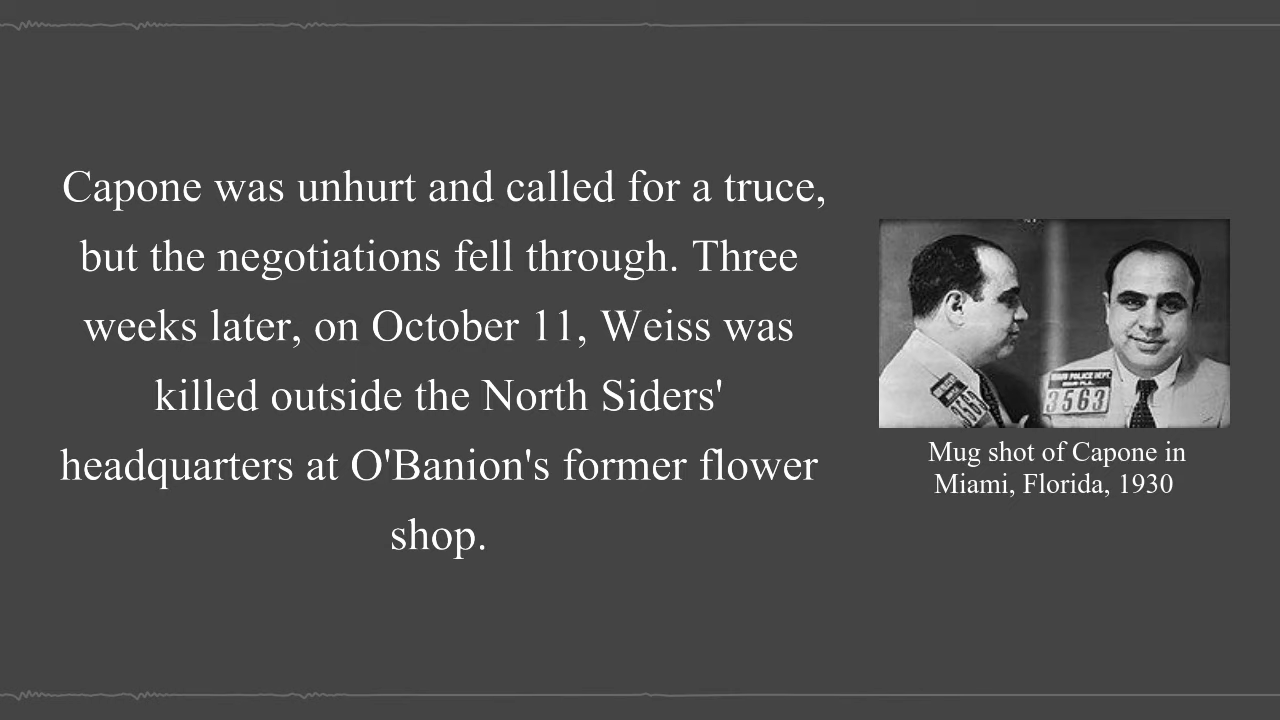 Capone was unhurt and called for a truce,
but the negotiations fell through. Three
weeks later, on October 11, Weiss was
killed outside the North Siders'
headquarters at O'Banion's former flower
shop.
POLICE DEPT
3563
Mug shot of Capone in
Miami, Florida, 1930